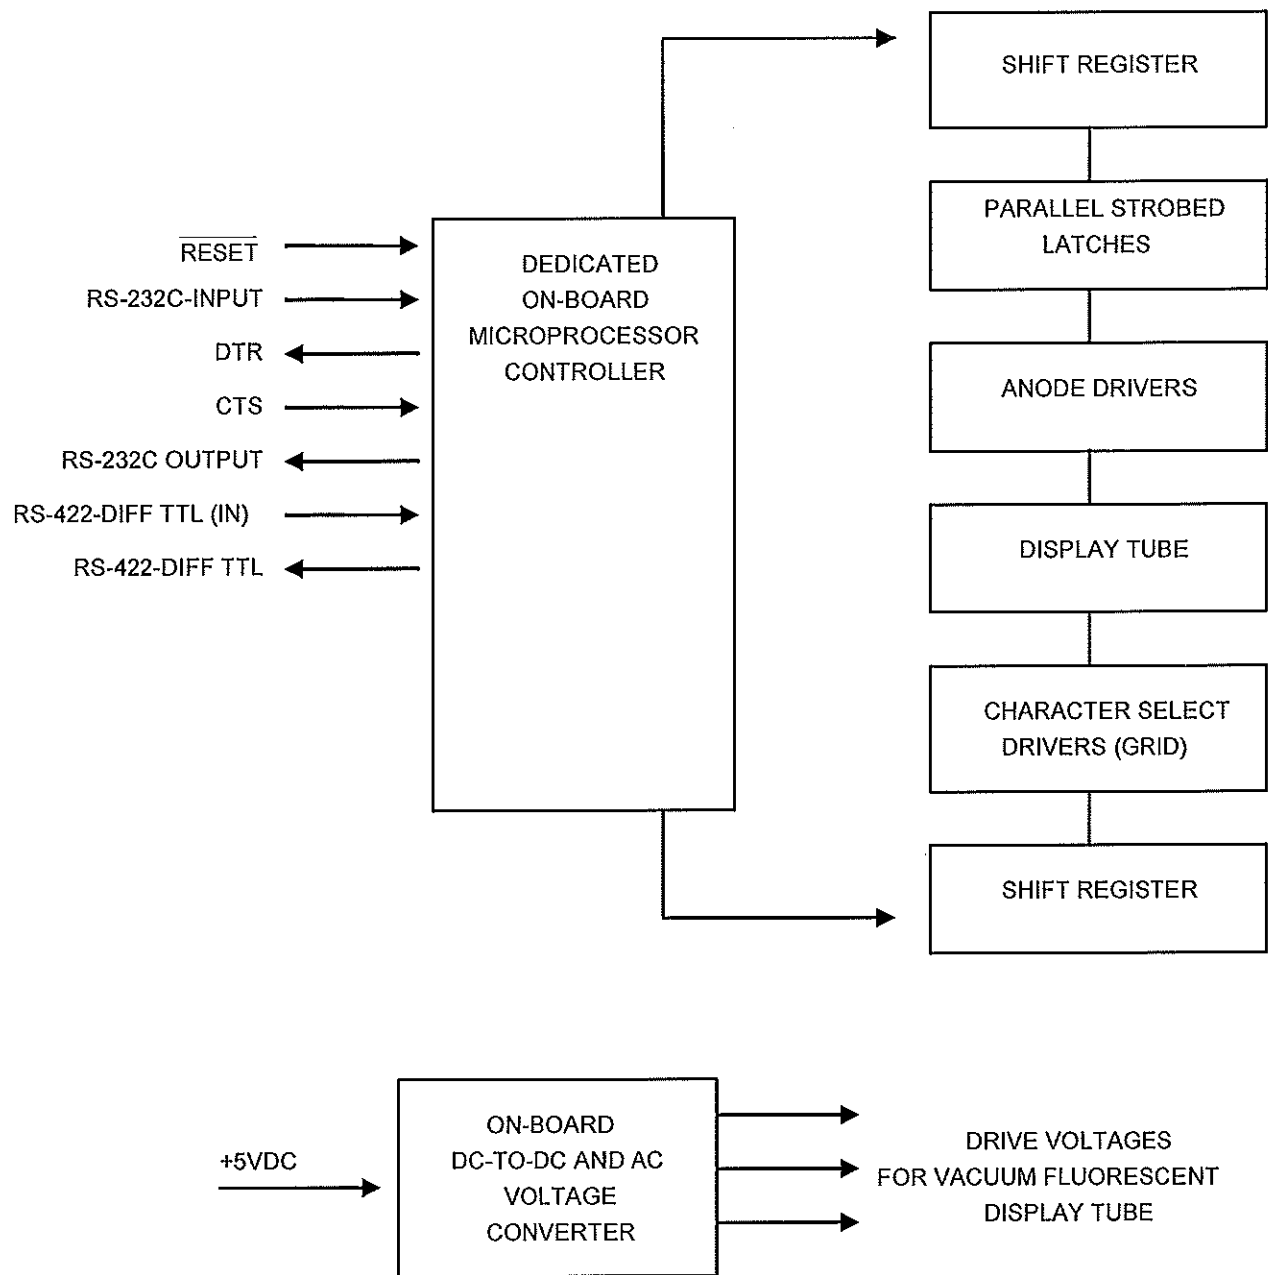 SHIFT REGISTER
PARALLEL STROBED
LATCHES
ANODE DRIVERS
DISPLAY TUBE
CHARACTER SELECT
DRIVERS (GRID)
SHIFT REGISTER
RESET
RS-232C-INPUT
DTR
CTS
RS-232C OUTPUT
RS-422-DIFF TTL (IN)
RS-422-DIFF TTL
DEDICATED
ON-BOARD
MICROPROCESSOR
CONTROLLER
+5VDC
ON-BOARD
DC-TO-DC AND AC
VOLTAGE
CONVERTER
DRIVE VOLTAGES
FOR VACUUM FLUORESCENT
DISPLAY TUBE